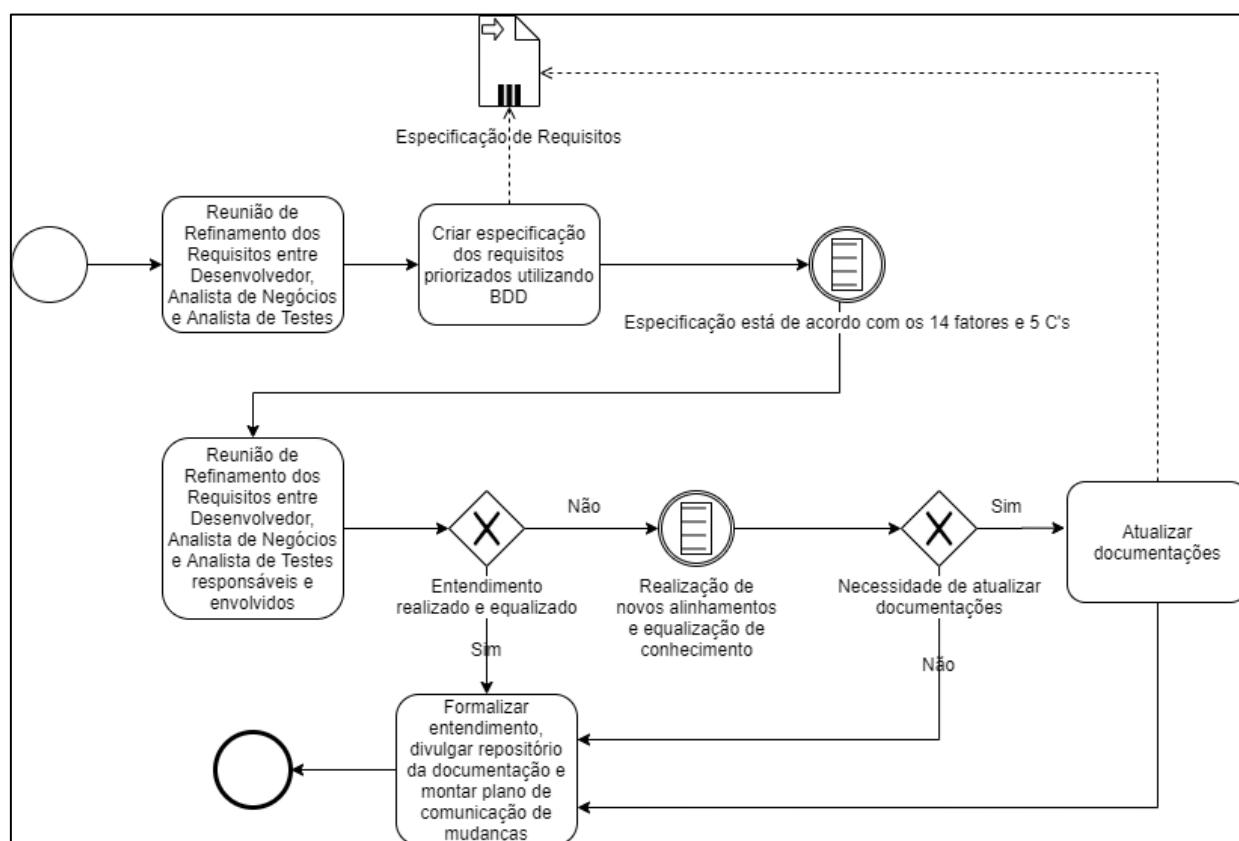 Especificação de Requisitos
Reunião de
Refinamento dos
Requisitos entre
Desenvolvedor,
Analista de Negócios
e Analista de Testes
Criar especificação
dos requisitos
priorizados utilizando
BDD
Especificação está de acordo com os 14 fatores e 5 C's
Reunião de
Refinamento dos
Requisitos entre
Desenvolvedor,
Analista de Negócios
e Analista de Testes
responsáveis e
envolvidos
Entendimento
realizado e equalizado
Não
Realização de
novos alinhamentos
e equalização de
conhecimento
Necessidade de atualizar
documentações
Sim
Atualizar
documentações
Sim
Não
Formalizar
entendimento,
divulgar repositório
da documentação e
montar plano de
comunicação de
mudanças